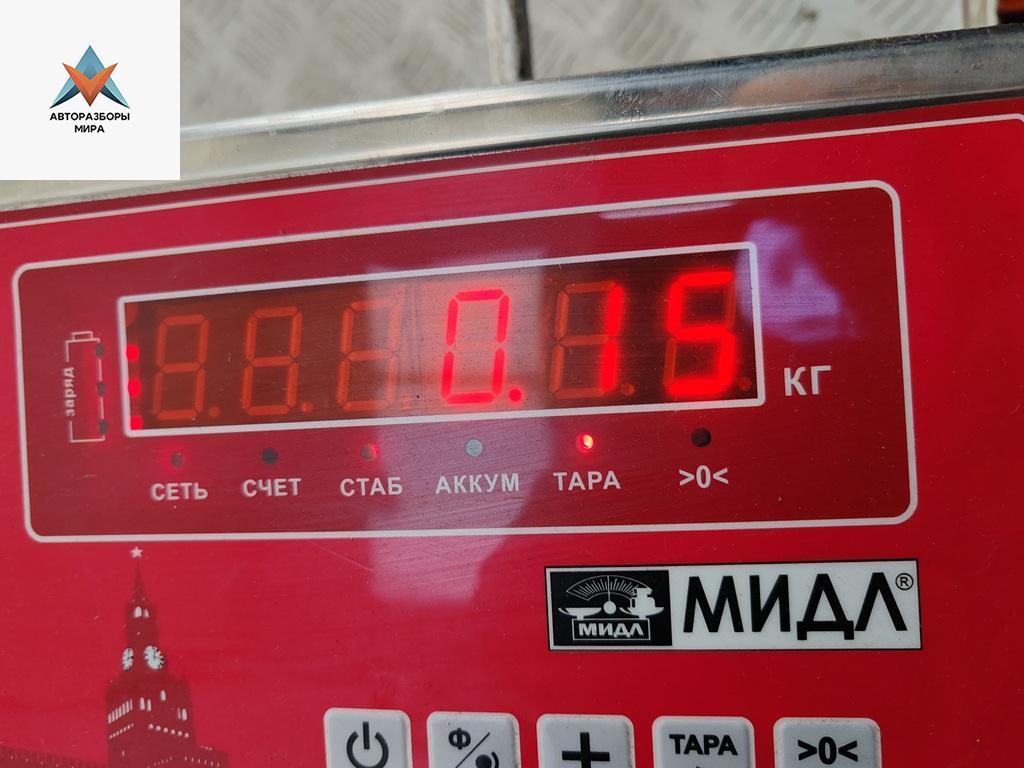 АВТОРАЗБОРЫ
МИРА
заряд
0.15
КГ
СЕТЬ СЧЕТ СТАБ АККУМ ТАРА >0<
МИДЛ МИДЛ®
Ф
+
ТАРА
>0<